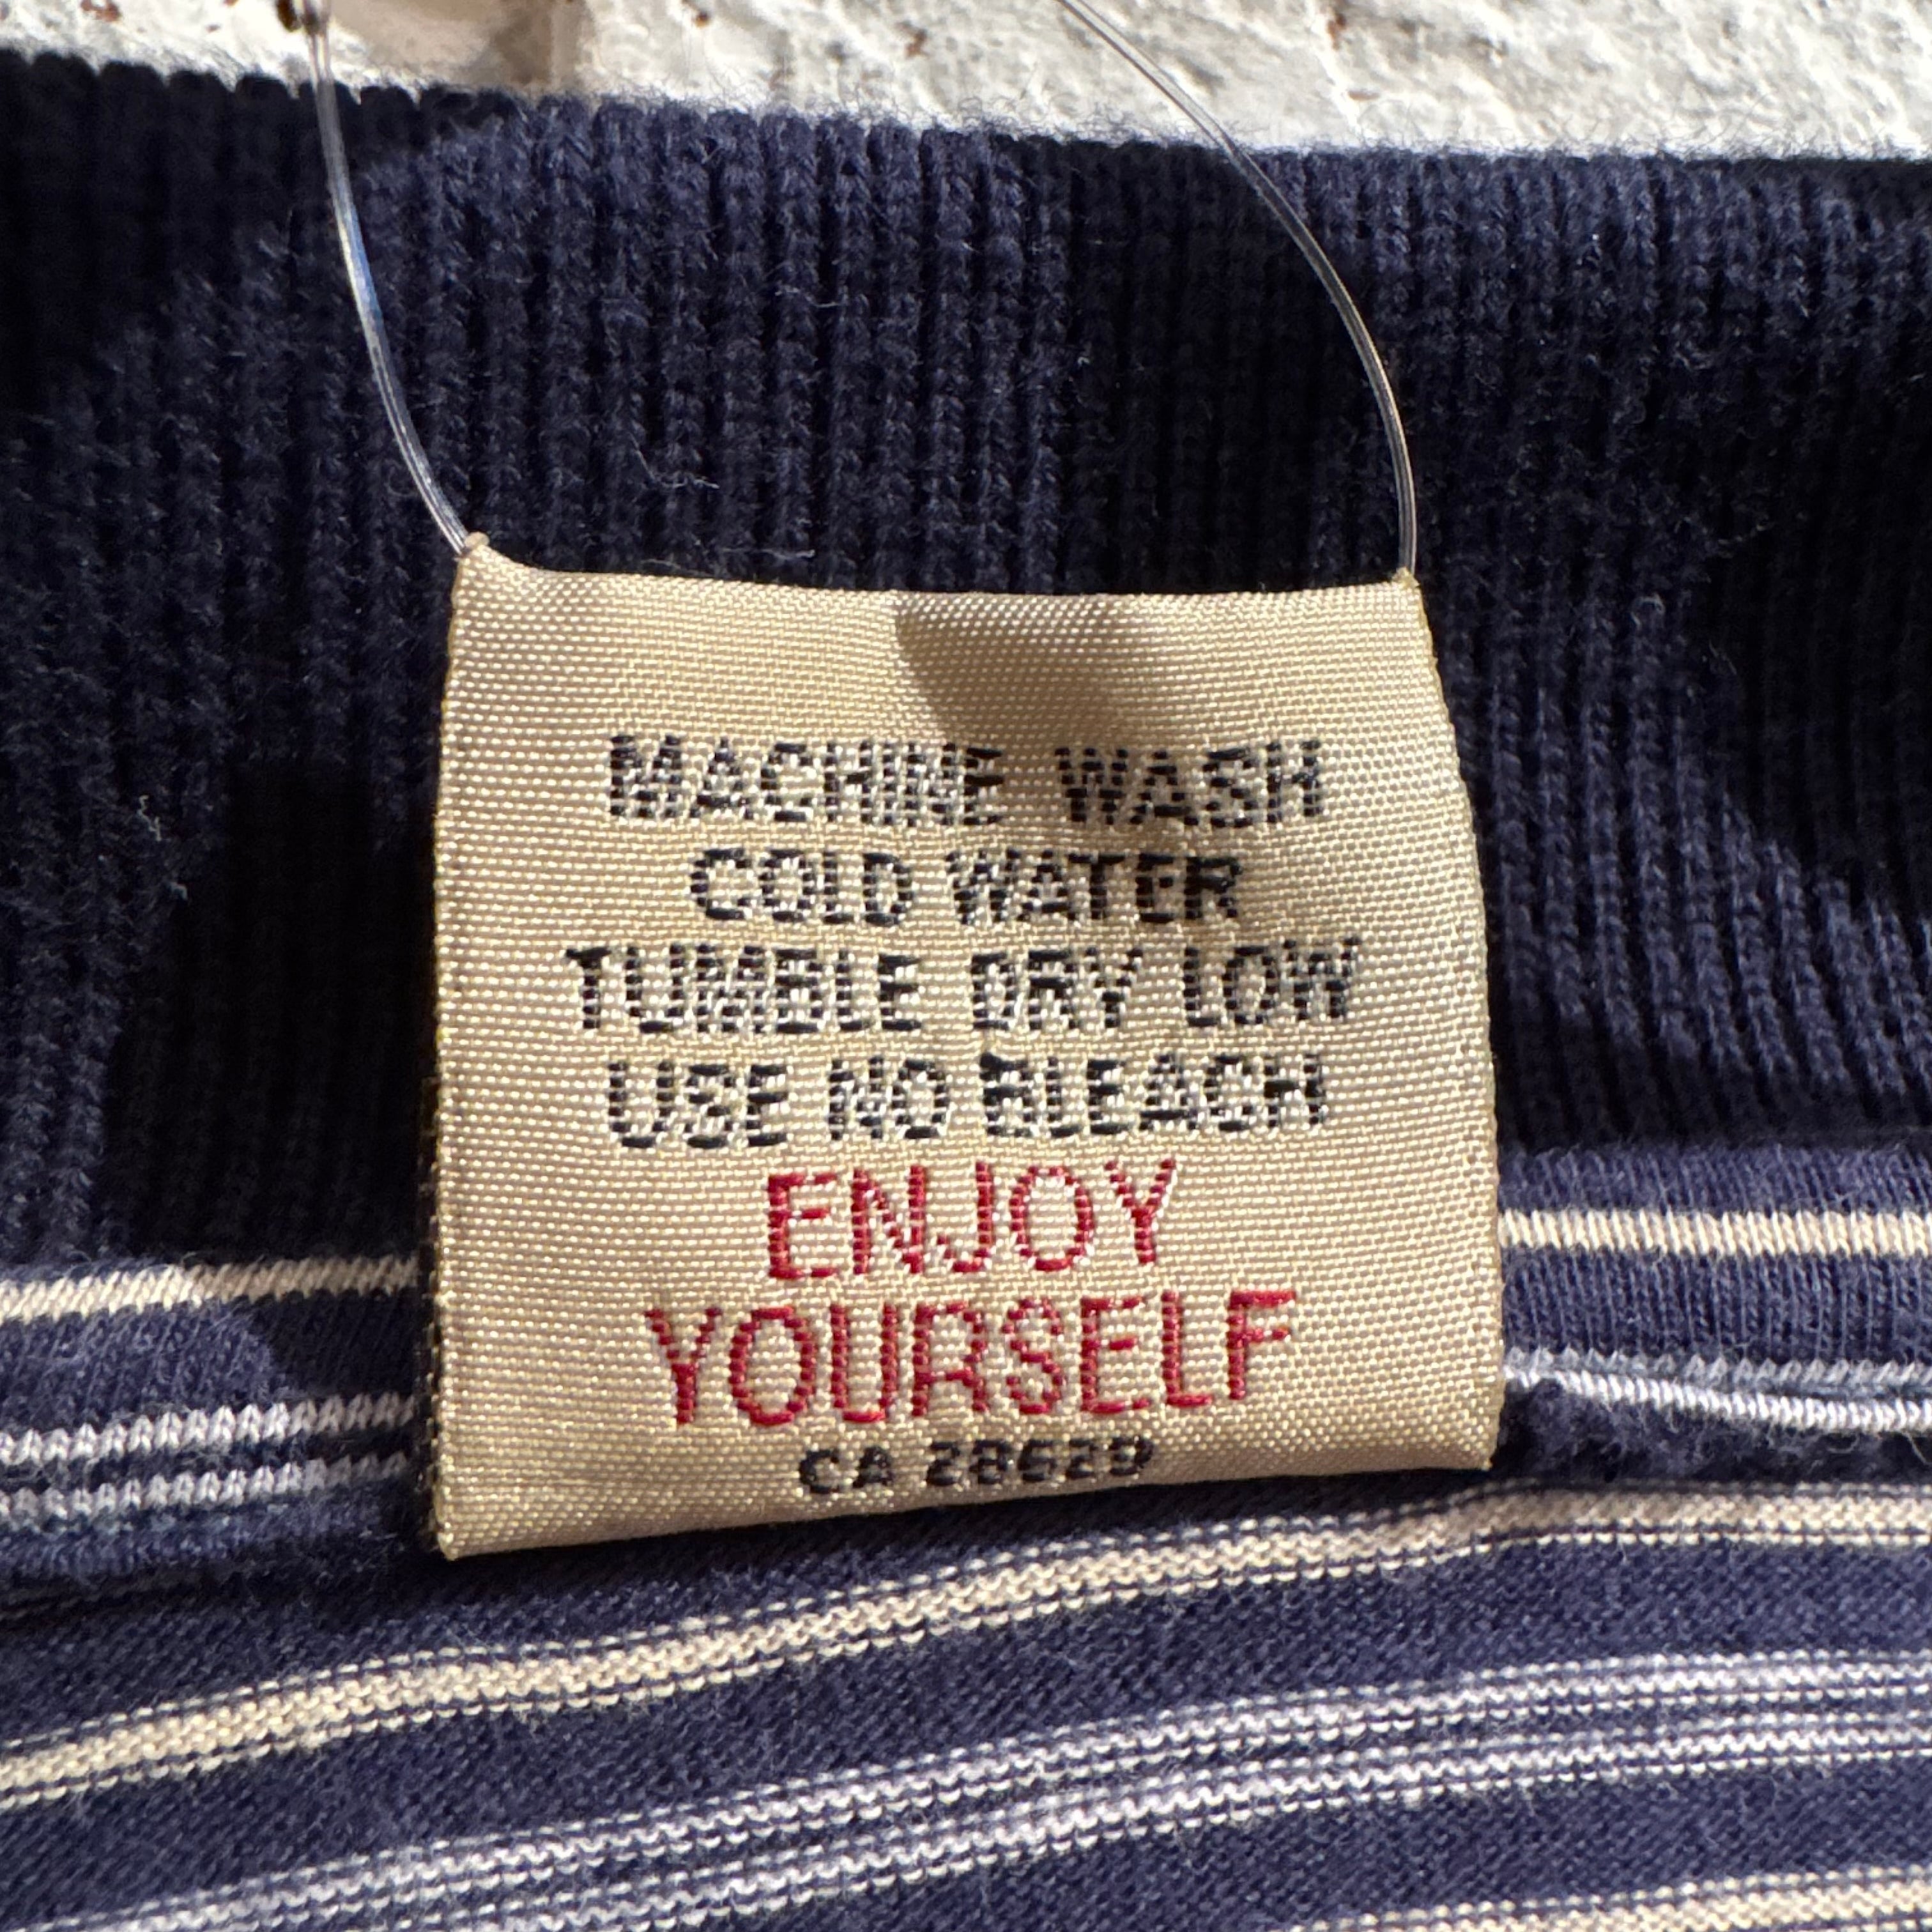 MACHINE WASH
COLD WATER
TUMBLE DRY LOW
USE NO BLEACH
ENJOY
YOURSELF
CA 28629